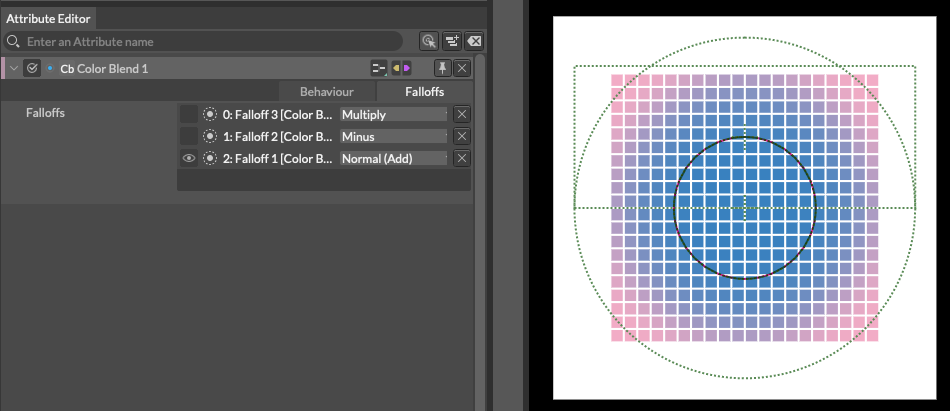 Attribute Editor
Enter an Attribute name
Cb Color Blend 1
Behaviour Falloffs
Falloffs
0: Falloff 3 [Color B... Multiply
1: Falloff 2 [Color B... Minus
2: Falloff 1 [Color B... Normal (Add)